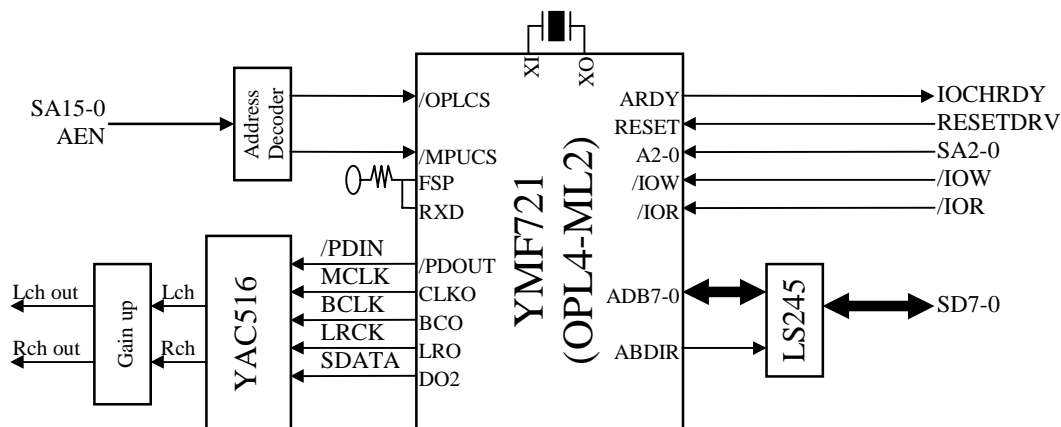 XI
XO
SA15-0
AEN
Address
Decoder
/OPLCS
/MPUCS
FSP
RXD
YMF721
(OPL4-ML2)
ARDY
IOCHRDY
RESET
RESETDRV
A2-0
SA2-0
/IOW
/IOW
/IOR
/IOR
/PDIN
/PDOUT
MCLK
CLKO
BCLK
BCO
LRCK
LRO
SDATA
DO2
YAC516
Lch
Rch
Gain up
Lch out
Rch out
ADB7-0
ABDIR
LS245
SD7-0